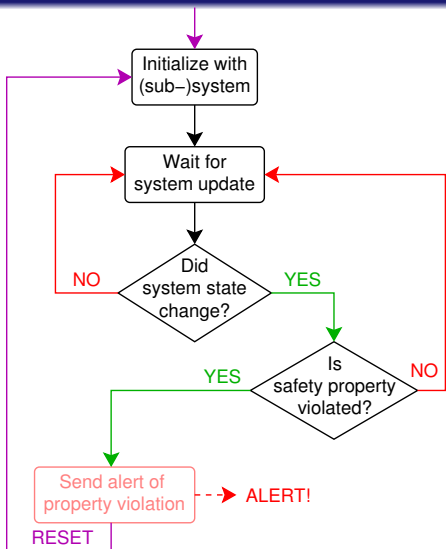 Initialize with
(sub−)system
Wait for
system update
Did
system state
change?
NO
YES
Is
safety property
violated?
YES
NO
Send alert of
property violation
ALERT!
RESET